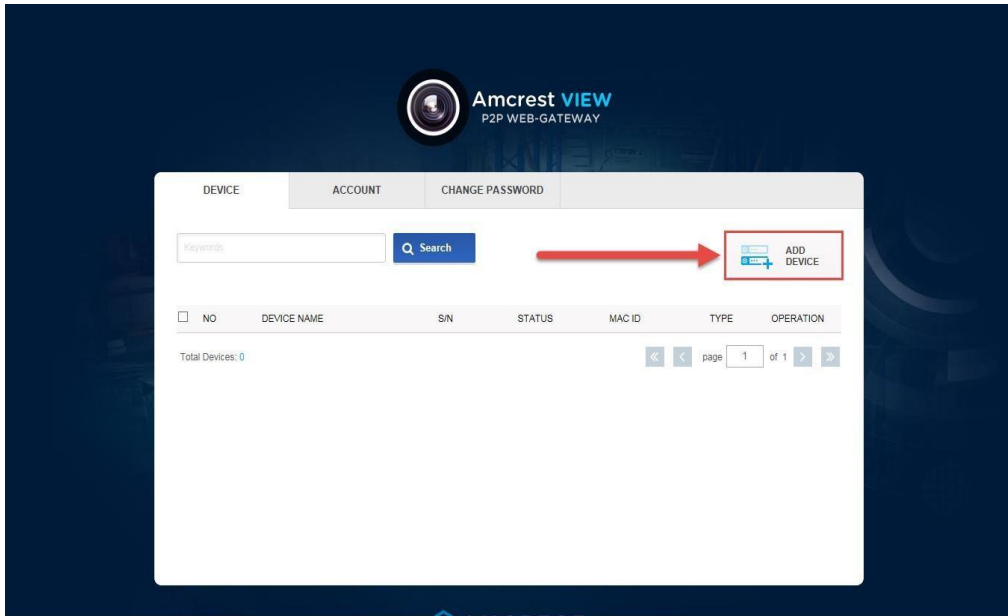 Amcrest VIEW
P2P WEB-GATEWAY
DEVICE ACCOUNT CHANGE PASSWORD
Keywords Search ADD
DEVICE
NO DEVICE NAME S/N STATUS MAC ID TYPE OPERATION
Total Devices: 0 « < page 1 of 1 > »